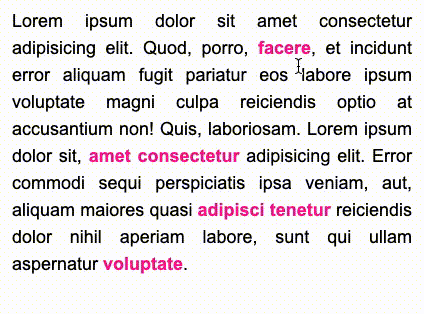 Lorem ipsum dolor sit amet consectetur
adipisicing elit. Quod, porro, facere, et incidunt
error aliquam fugit pariatur eos labore ipsum
voluptate magni culpa reiciendis optio at
accusantium non! Quis, laboriosam. Lorem ipsum
dolor sit, amet consectetur adipisicing elit. Error
commodi sequi perspiciatis ipsa veniam, aut,
aliquam maiores quasi adipisci tenetur reiciendis
dolor nihil aperiam labore, sunt qui ullam
aspernatur voluptate.